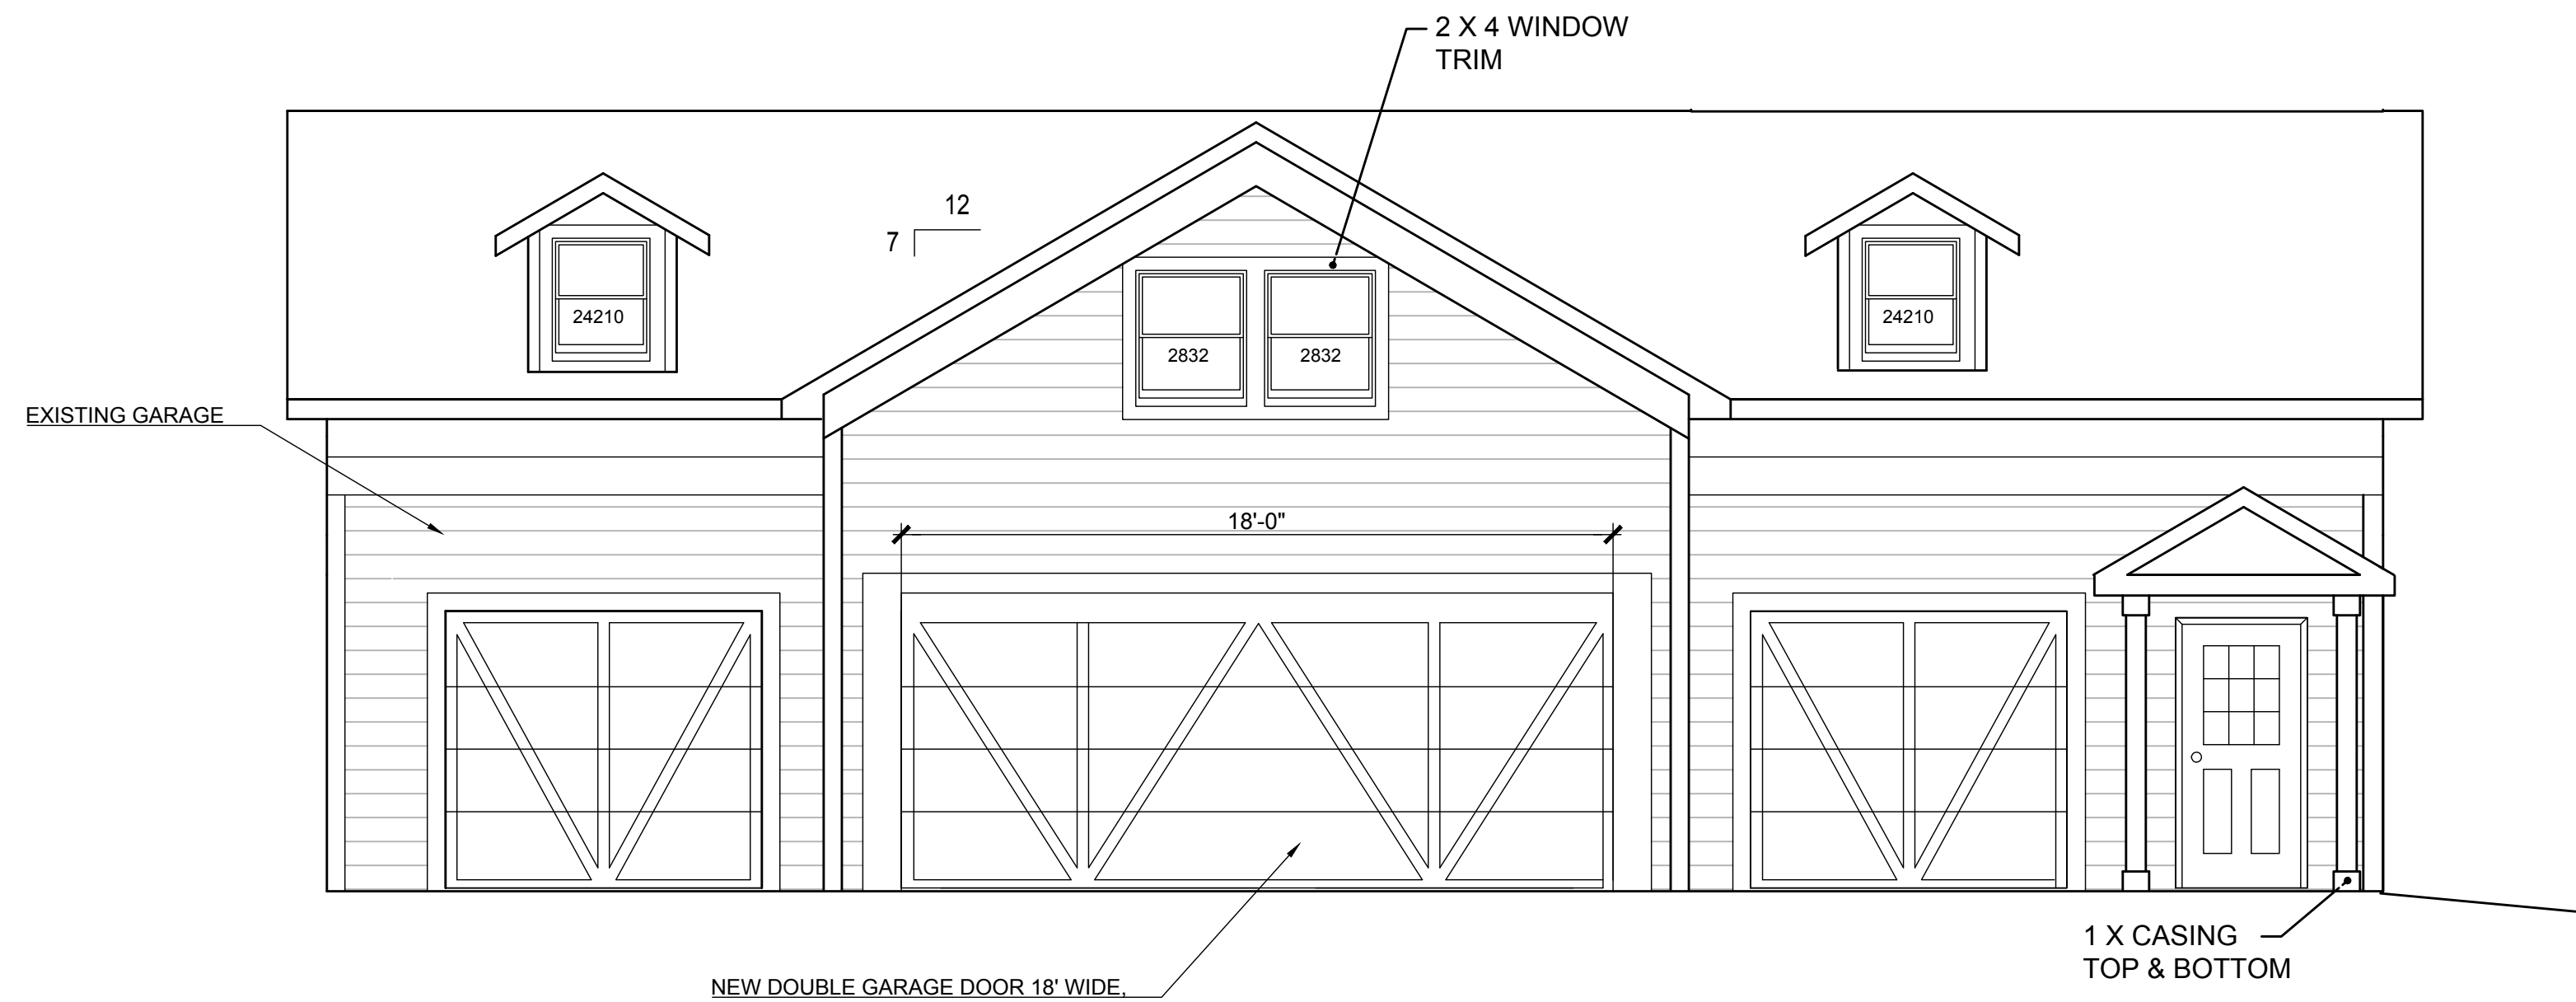 2 X 4 WINDOW
TRIM
12
7
24210
24210
2832
2832
EXISTING GARAGE
18'-0"
1 X CASING
TOP & BOTTOM
NEW DOUBLE GARAGE DOOR 18' WIDE,